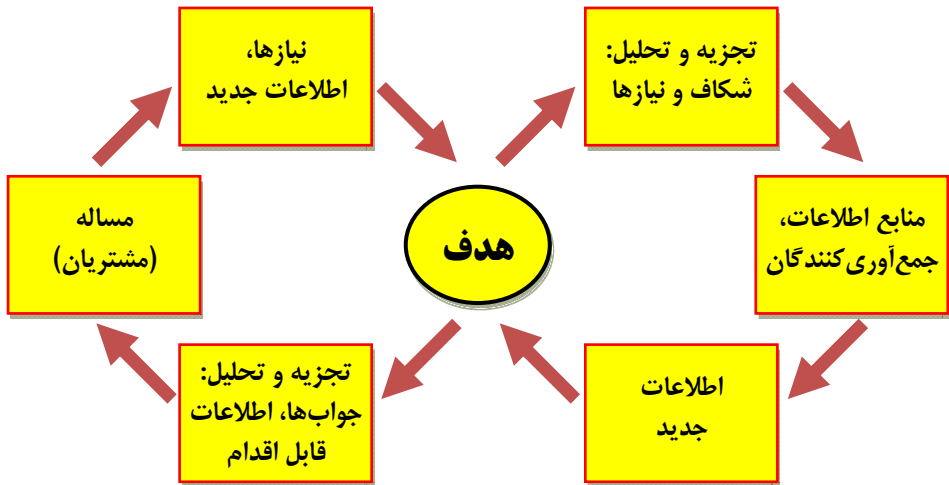 تجزیه و تحلیل:
شکاف و نیازها
نیازها،
اطلاعات جدید
منابع اطلاعات،
جمع‌آوری‌کنندگان
هدف
مساله
(مشتریان)
اطلاعات
جدید
تجزیه و تحلیل:
جواب‌ها، اطلاعات
قابل اقدام